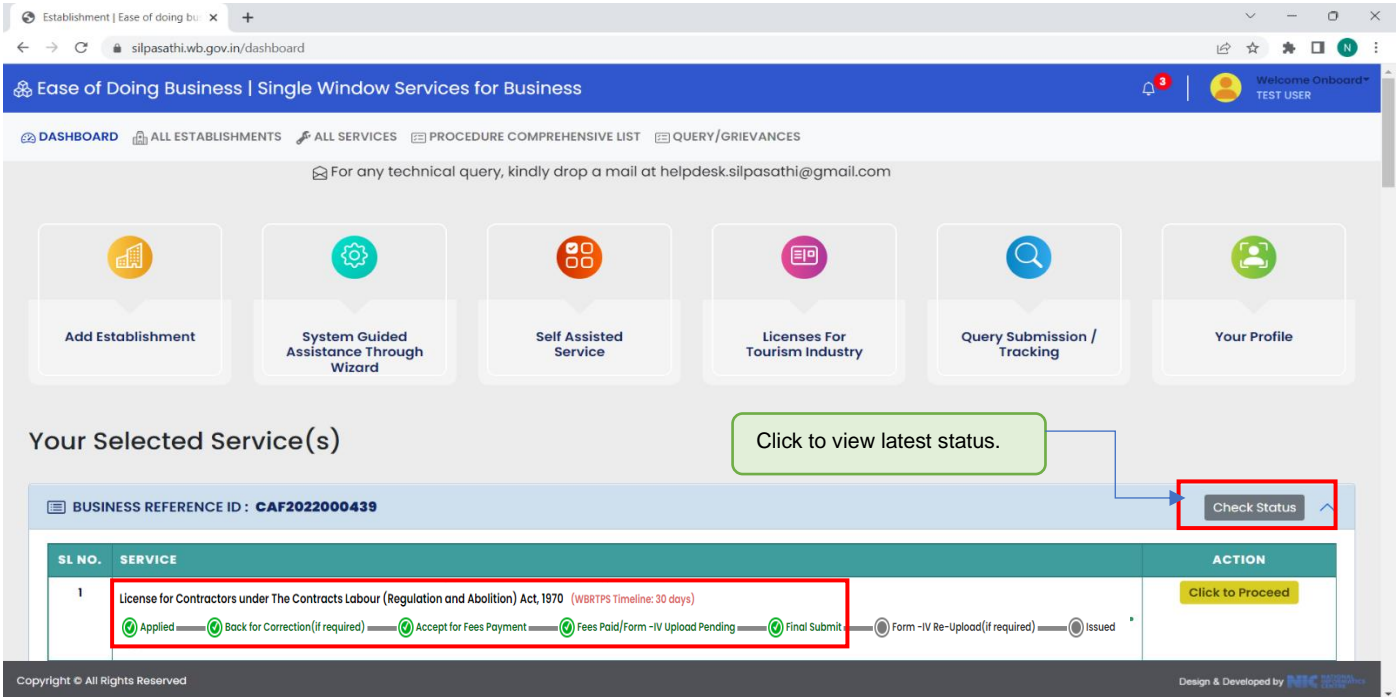 Establishment | Ease of doing bu
silpasathi.wb.gov.in/dashboard
N
Ease of Doing Business | Single Window Services for Business
3
Welcome Onboard
TEST USER
DASHBOARD ALL ESTABLISHMENTS ALL SERVICES PROCEDURE COMPREHENSIVE LIST QUERY/GRIEVANCES
For any technical query, kindly drop a mail at helpdesk.silpasathi@gmail.com
Add Establishment
System Guided
Assistance Through
Wizard
Self Assisted
Service
Licenses For
Tourism Industry
Query Submission /
Tracking
Your Profile
Your Selected Service(s)
Click to view latest status.
BUSINESS REFERENCE ID : CAF2022000439
Check Status
SL NO. SERVICE ACTION
1 License for Contractors under The Contracts Labour (Regulation and Abolition) Act, 1970 (WBRTPS Timeline: 30 days) Click to Proceed
Applied Back for Correction(if required) Accept for Fees Payment Fees Paid/Form -IV Upload Pending Final Submit Form -IV Re-Upload(if required) Issued
Copyright © All Rights Reserved
Design & Developed by NIC NATIONAL
INFORMATICS
CENTRE